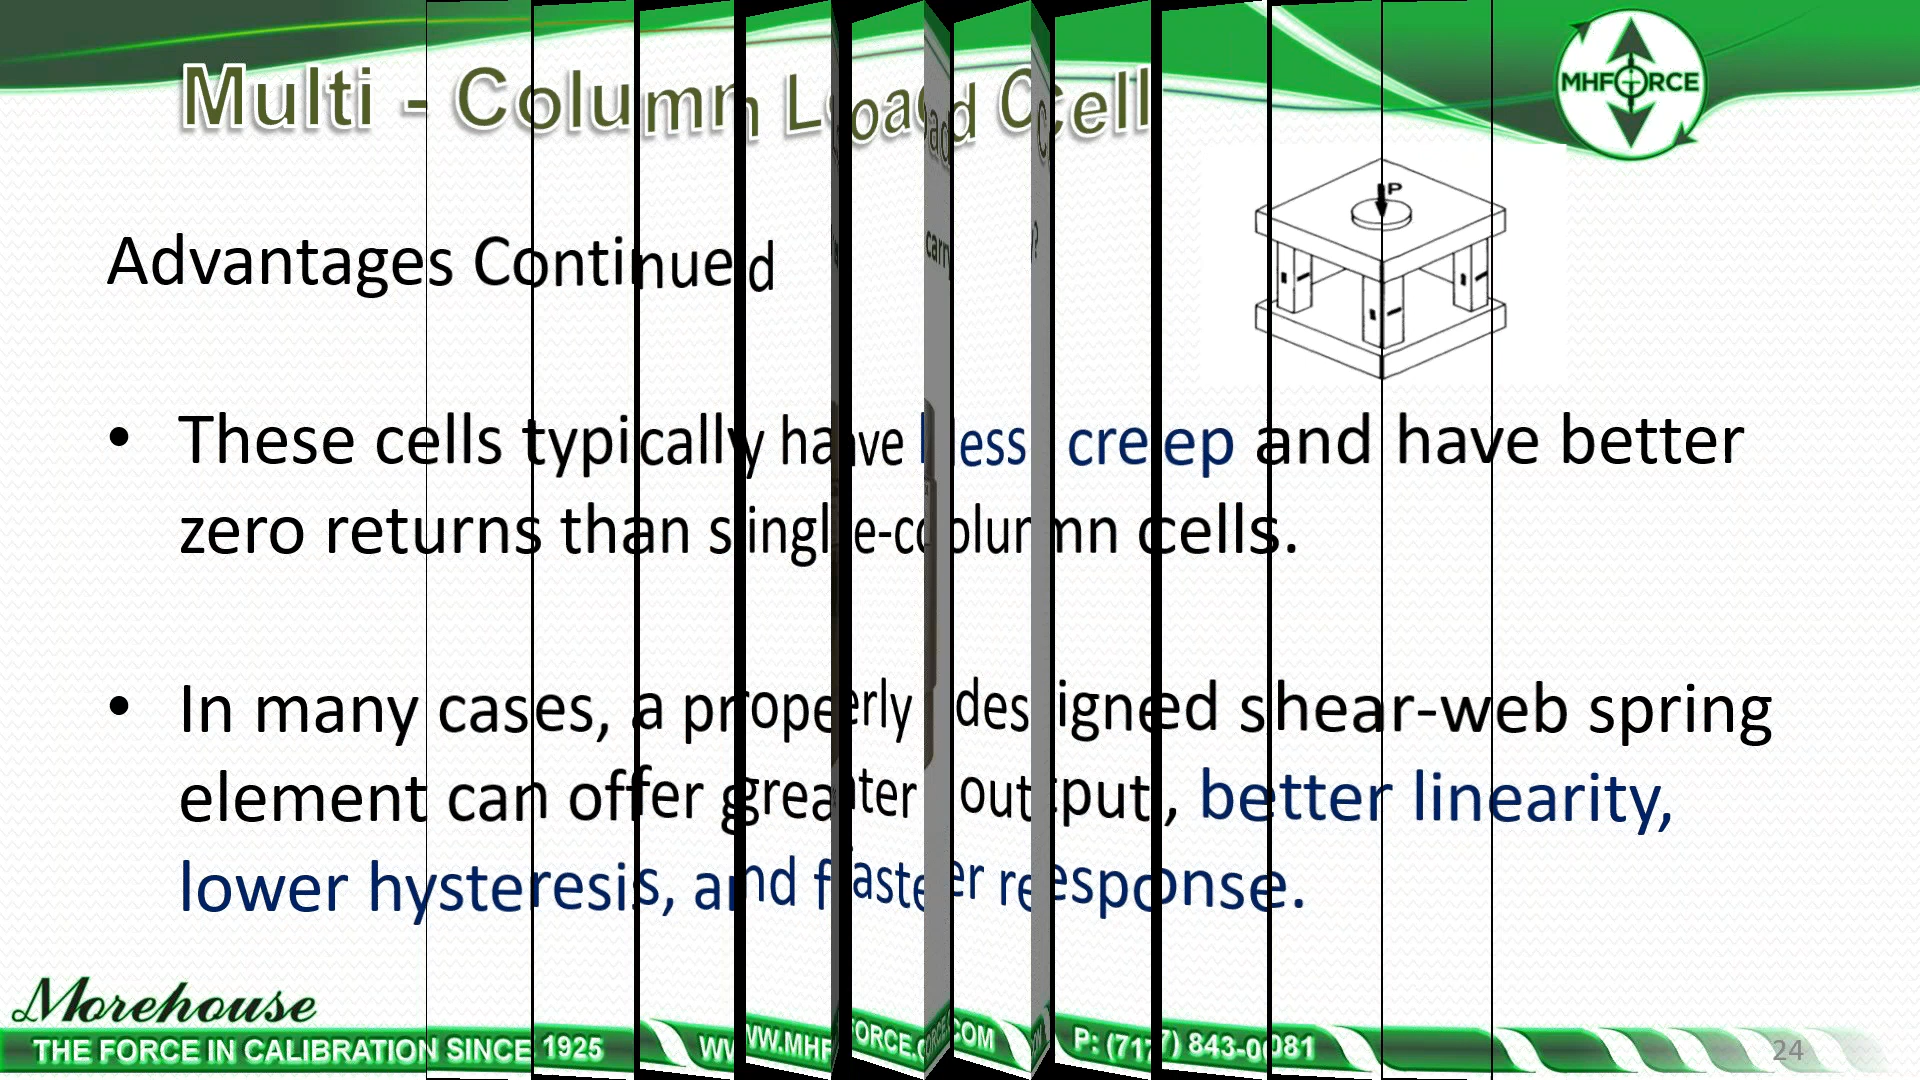 Multi - Column Load Cell
MHFORCE
P
Advantages Continued
• These cells typically have less creep and have better
zero returns than single-column cells.
• In many cases, a properly designed shear-web spring
element can offer greater output, better linearity,
lower hysteresis, and faster response.
Morehouse
THE FORCE IN CALIBRATION SINCE 1925 WWW.MHFORCE.COM P: (717) 843-0081
24